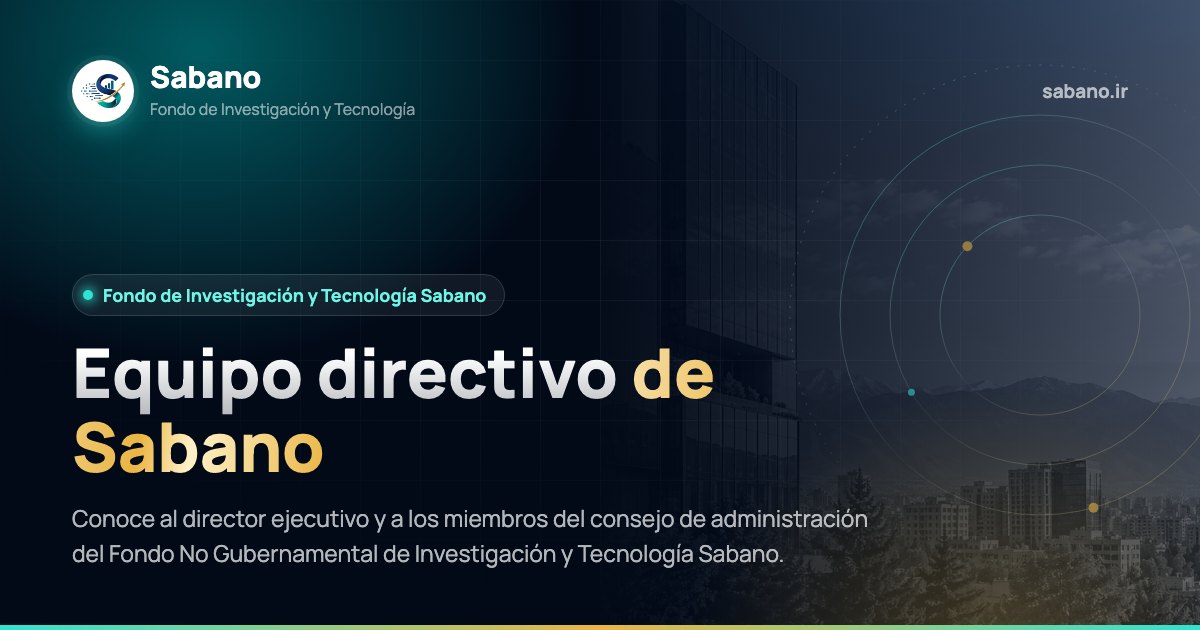 Sabano
Fondo de Investigación y Tecnología
sabano.ir
Fondo de Investigación y Tecnología Sabano
Equipo directivo de
Sabano
Conoce al director ejecutivo y a los miembros del consejo de administración
del Fondo No Gubernamental de Investigación y Tecnología Sabano.